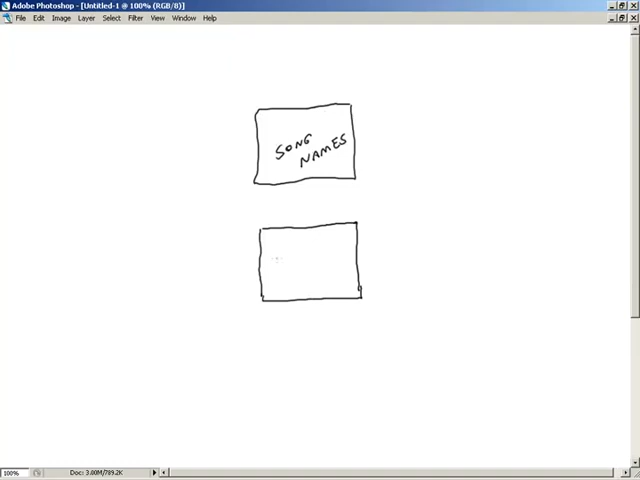 Adobe Photoshop - [Untitled-1 @ 100% (RGB/8)]
File Edit Image Layer Select Filter View Window Help
SONG
NAMES
100% Doc: 3.00M/789.2K